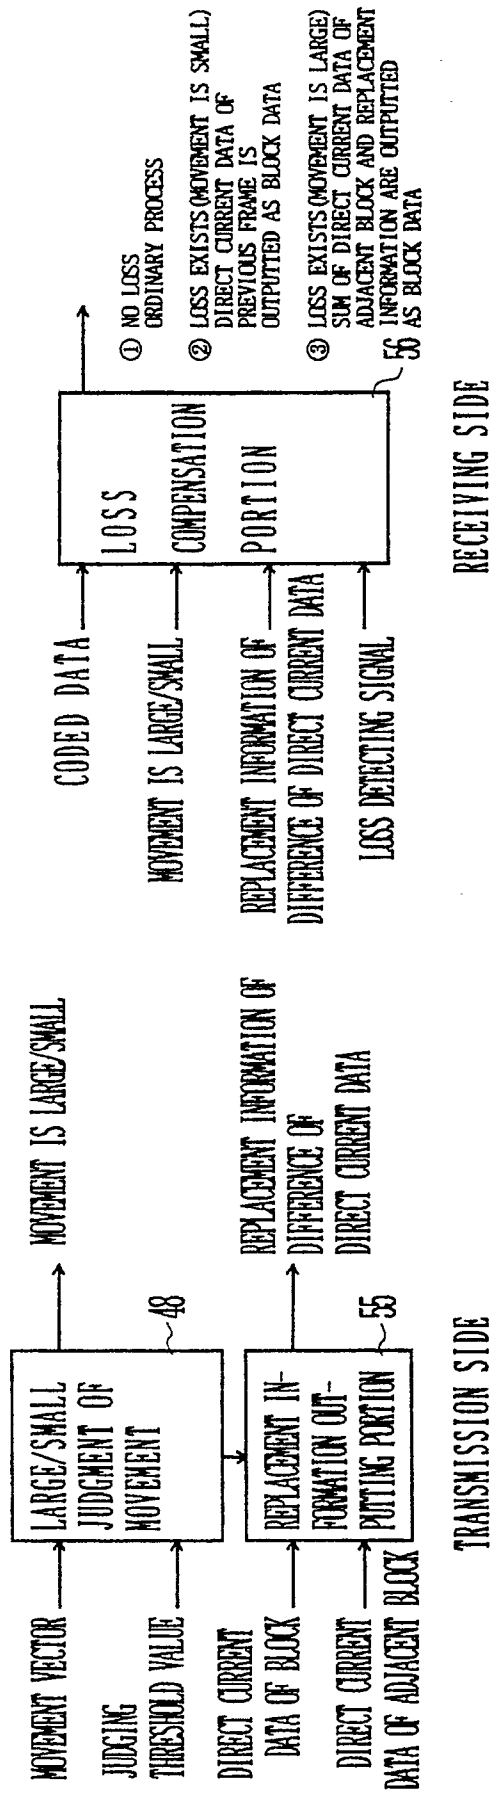 MOVEMENT VECTOR
JUDGING
THRESHOLD VALUE
LARGE/SMALL
JUDGMENT OF
MOVEMENT
48
MOVEMENT IS LARGE/SMALL
DIRECT CURRENT
DATA OF BLOCK
DIRECT CURRENT
DATA OF ADJACENT BLOCK
REPLACEMENT IN-
FORMATION OUT-
PUTTING PORTION
55
REPLACEMENT INFORMATION OF
DIFFERENCE OF
DIRECT CURRENT DATA
TRANSMISSION SIDE
CODED DATA
MOVEMENT IS LARGE/SMALL
REPLACEMENT INFORMATION OF
DIFFERENCE OF DIRECT CURRENT DATA
LOSS DETECTING SIGNAL
LOSS
COMPENSATION
PORTION
56
① NO LOSS
ORDINARY PROCESS
② LOSS EXISTS(MOVEMENT IS SMALL)
DIRECT CURRENT DATA OF
PREVIOUS FRAME IS
OUTPUTTED AS BLOCK DATA
③ LOSS EXISTS(MOVEMENT IS LARGE)
SUM OF DIRECT CURRENT DATA OF
ADJACENT BLOCK AND REPLACEMENT
INFORMATION ARE OUTPUTTED
AS BLOCK DATA
RECEIVING SIDE